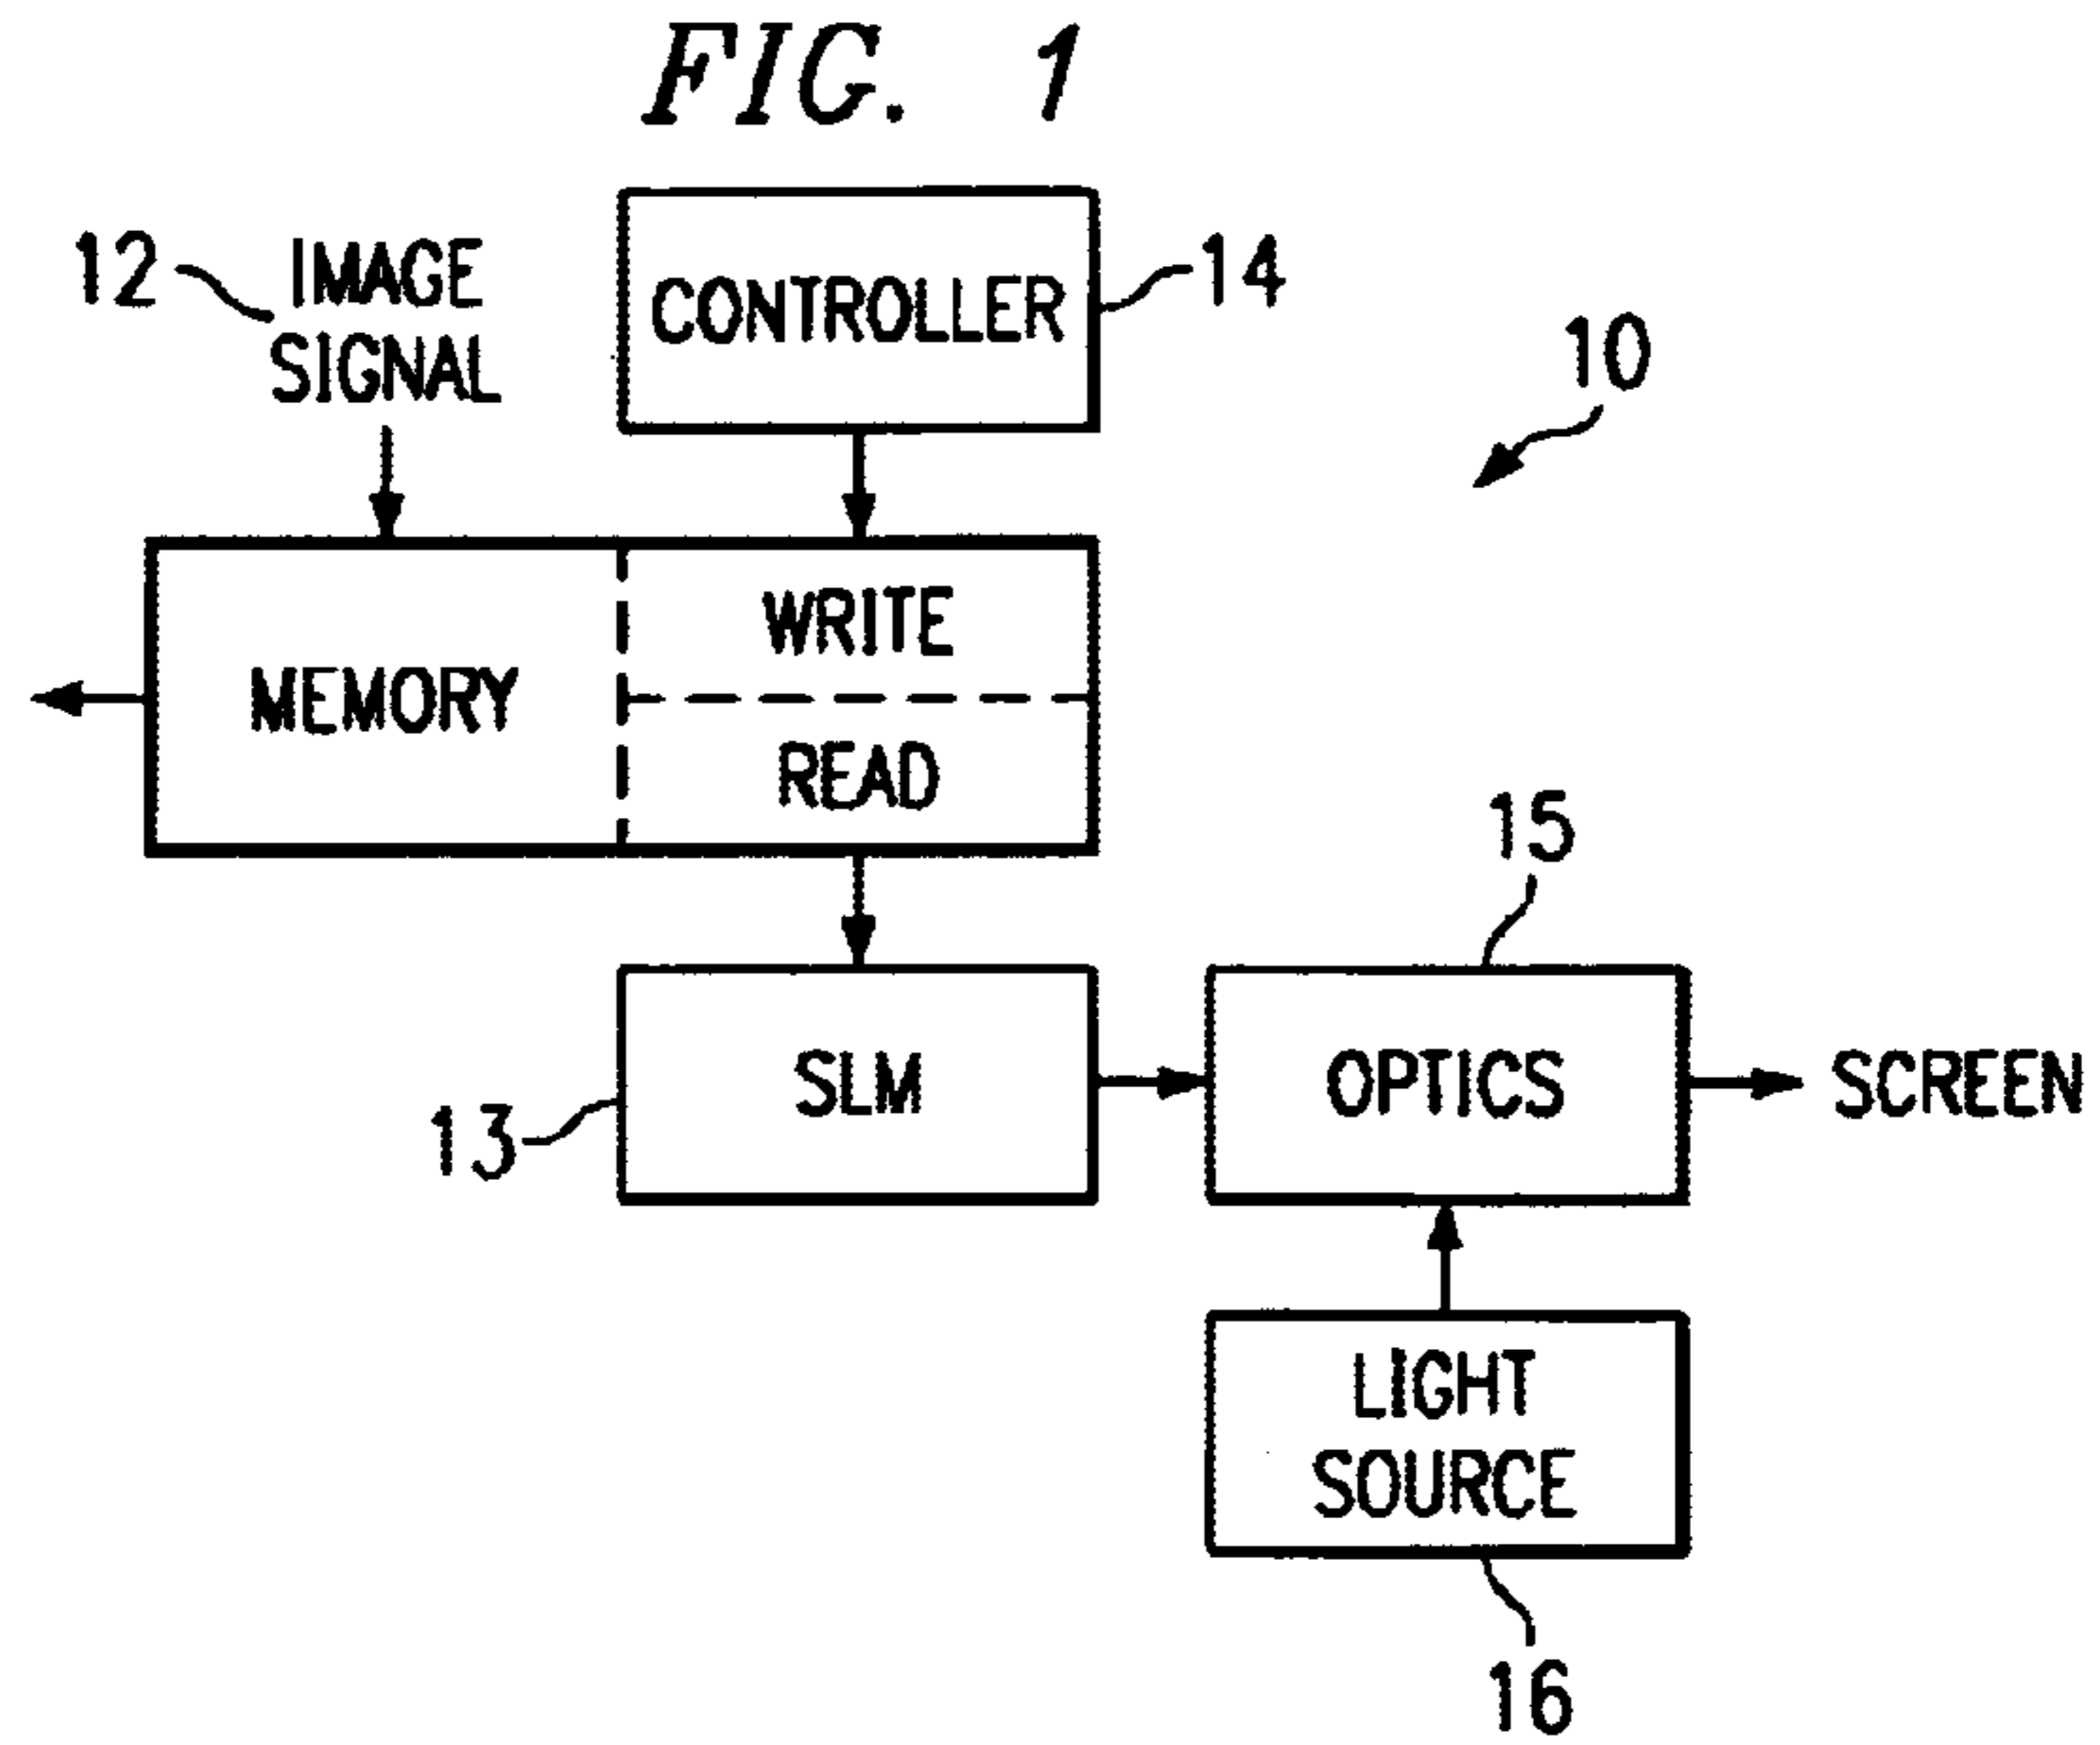 FIG. 1
12
IMAGE
SIGNAL
CONTROLLER
14
10
MEMORY
WRITE
READ
15
13
SLM
OPTICS
SCREEN
LIGHT
SOURCE
16